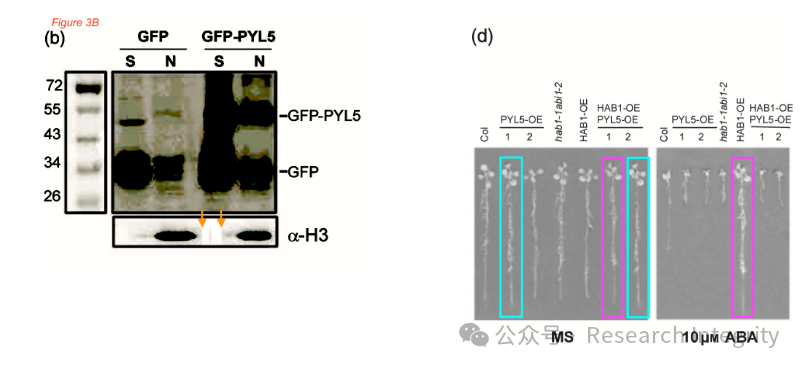 Figure 3B
(b)
GFP GFP-PYL5
S N S N
72
55
43
34
26
GFP-PYL5
GFP
α-H3
(d)
Col
PYL5-OE
1 2
hab1-1abi1-2
HAB1-OE
HAB1-OE
PYL5-OE
1 2
Col
PYL5-OE
1 2
hab1-1abi1-2
HAB1-OE
HAB1-OE
PYL5-OE
1 2
MS
10μM ABA
公众号 · Research Integrity